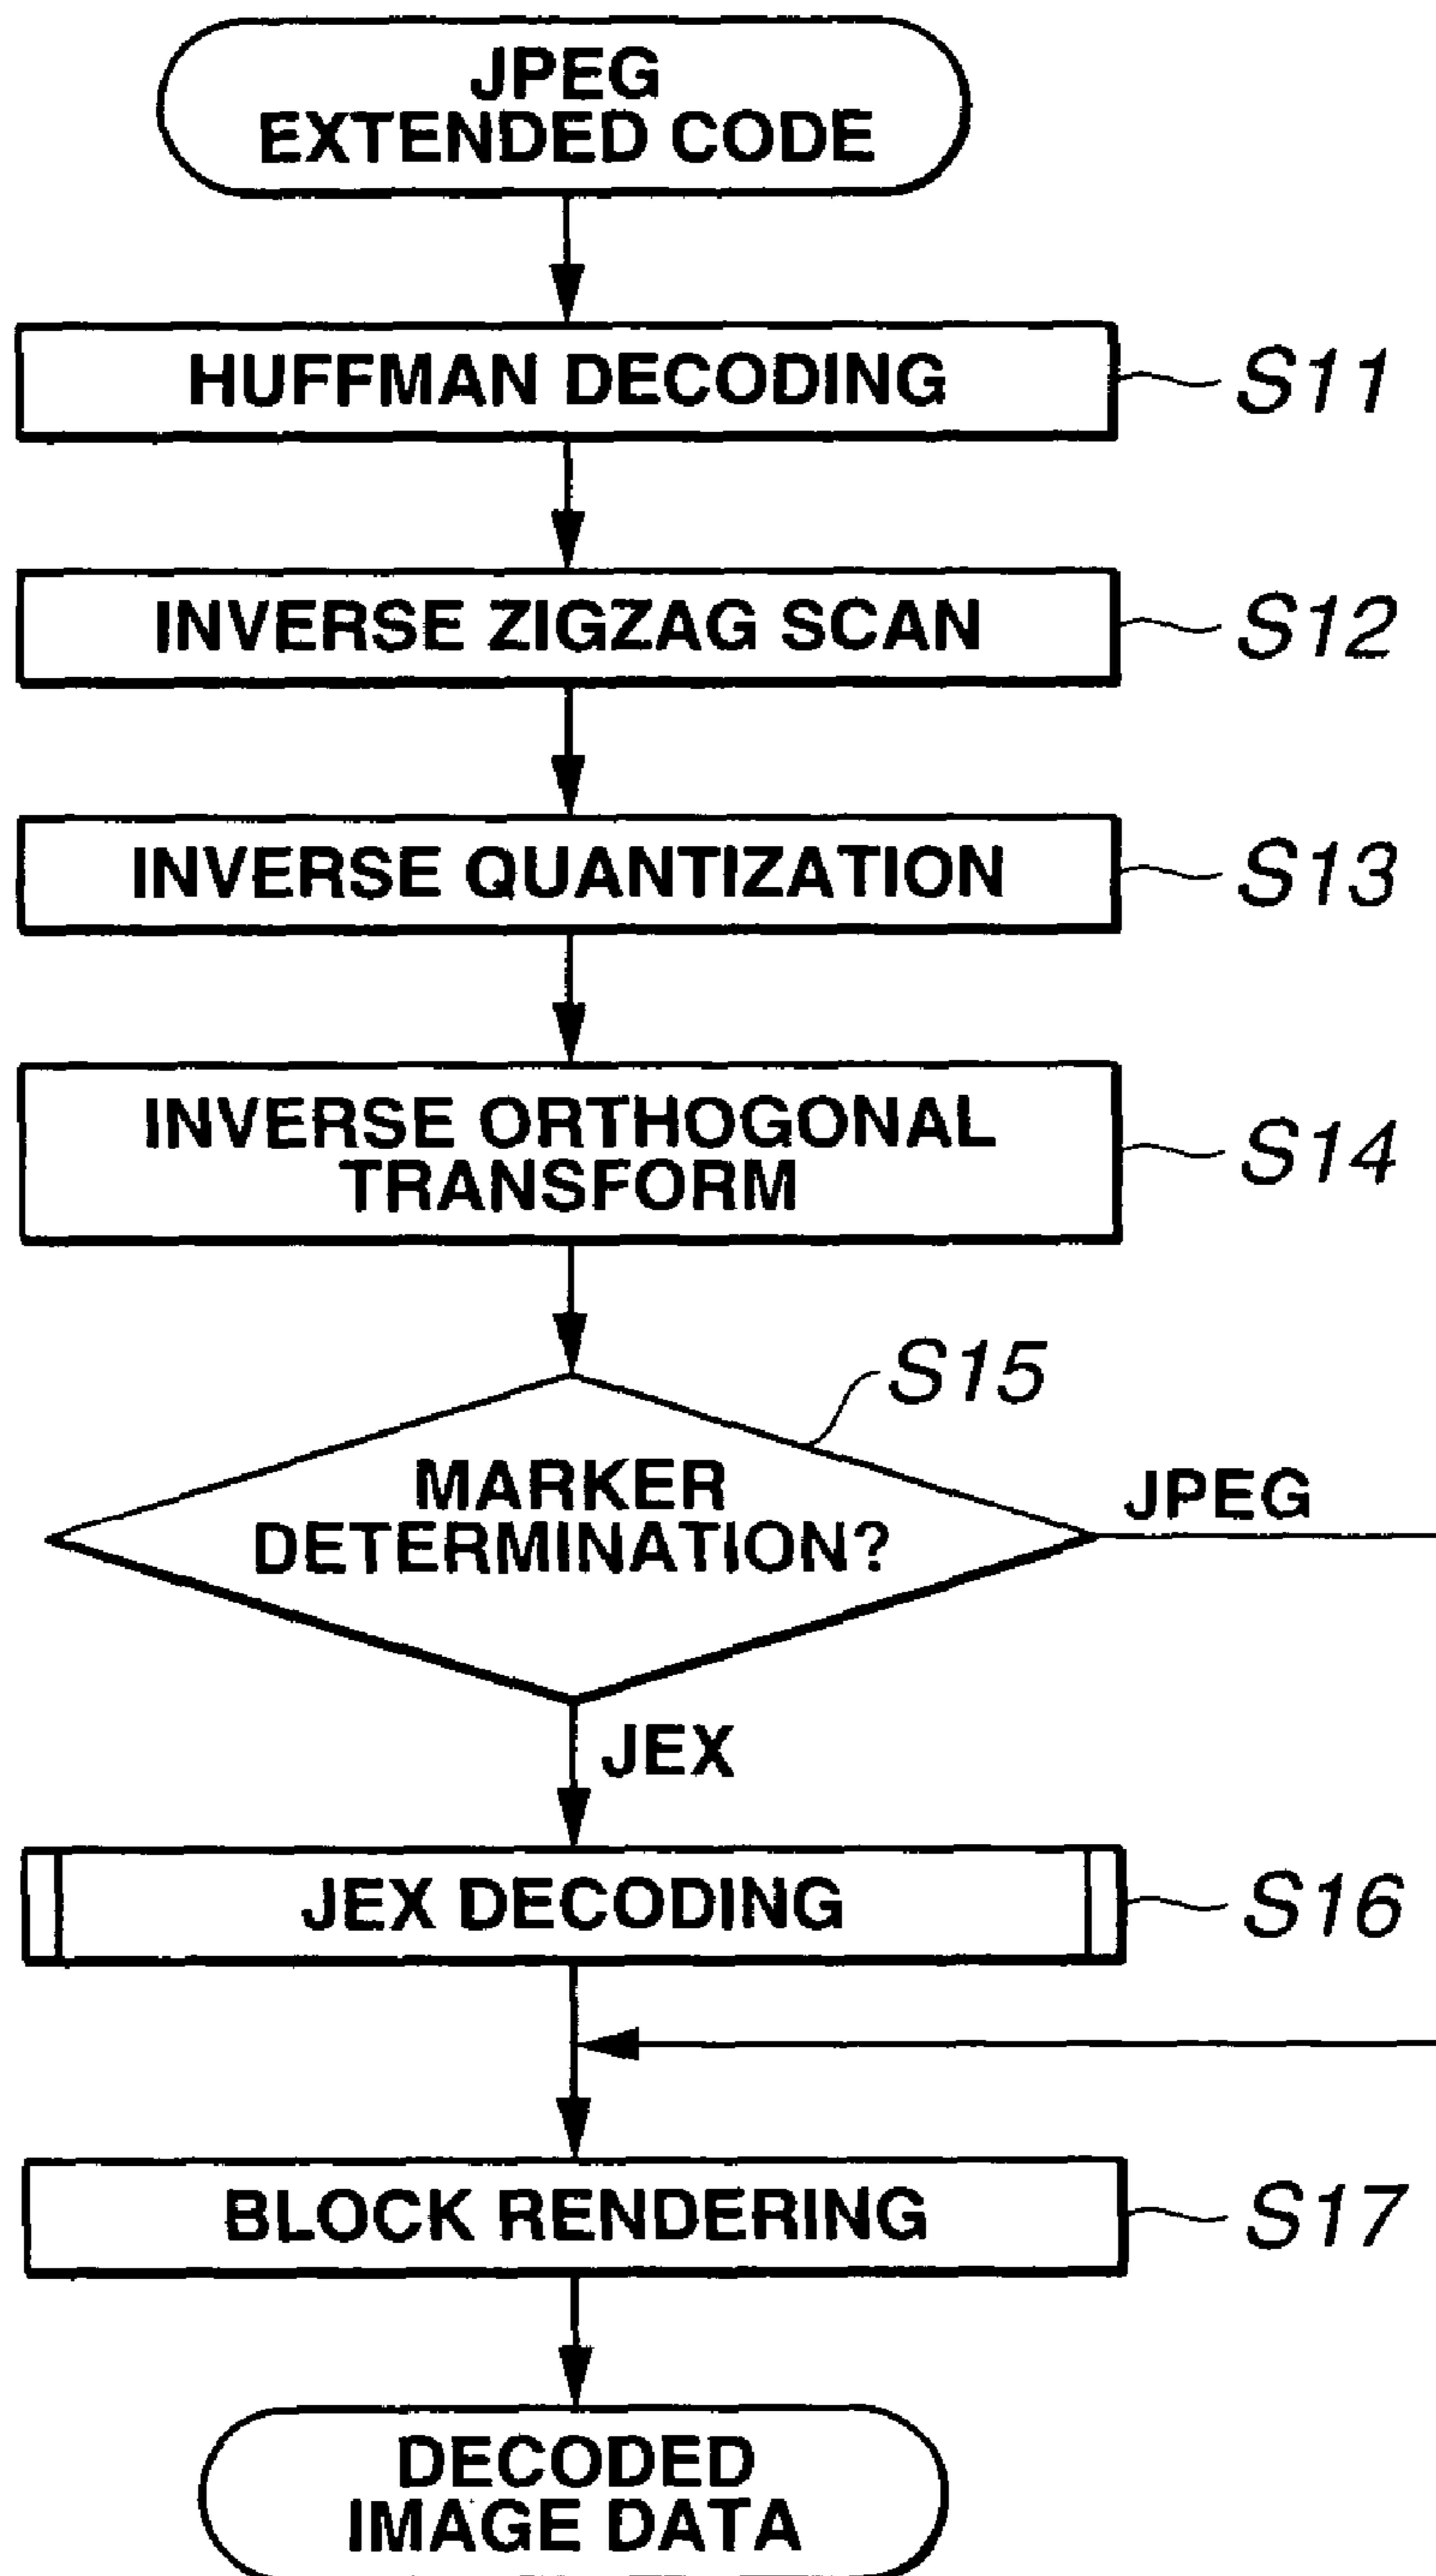 JPEG
EXTENDED CODE
HUFFMAN DECODING
S11
INVERSE ZIGZAG SCAN
S12
INVERSE QUANTIZATION
S13
INVERSE ORTHOGONAL
TRANSFORM
S14
S15
MARKER
DETERMINATION?
JPEG
JEX
JEX DECODING
S16
BLOCK RENDERING
S17
DECODED
IMAGE DATA